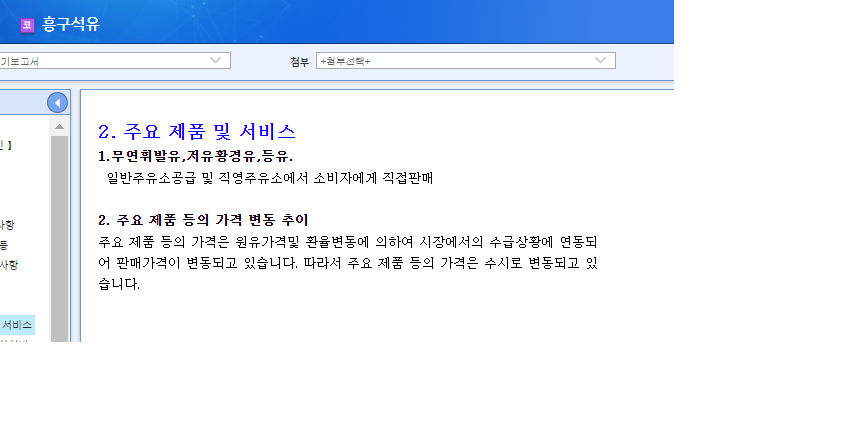 코 흥구석유
기보고서
첨부 +첨부선택+
인 】
사항
등
사항
서비스
2. 주요 제품 및 서비스
1.무연휘발유,저유황경유,등유.
일반주유소공급 및 직영주유소에서 소비자에게 직접판매
2. 주요 제품 등의 가격 변동 추이
주요 제품 등의 가격은 원유가격및 환율변동에 의하여 시장에서의 수급상황에 연동되
어 판매가격이 변동되고 있습니다. 따라서 주요 제품 등의 가격은 수시로 변동되고 있
습니다.